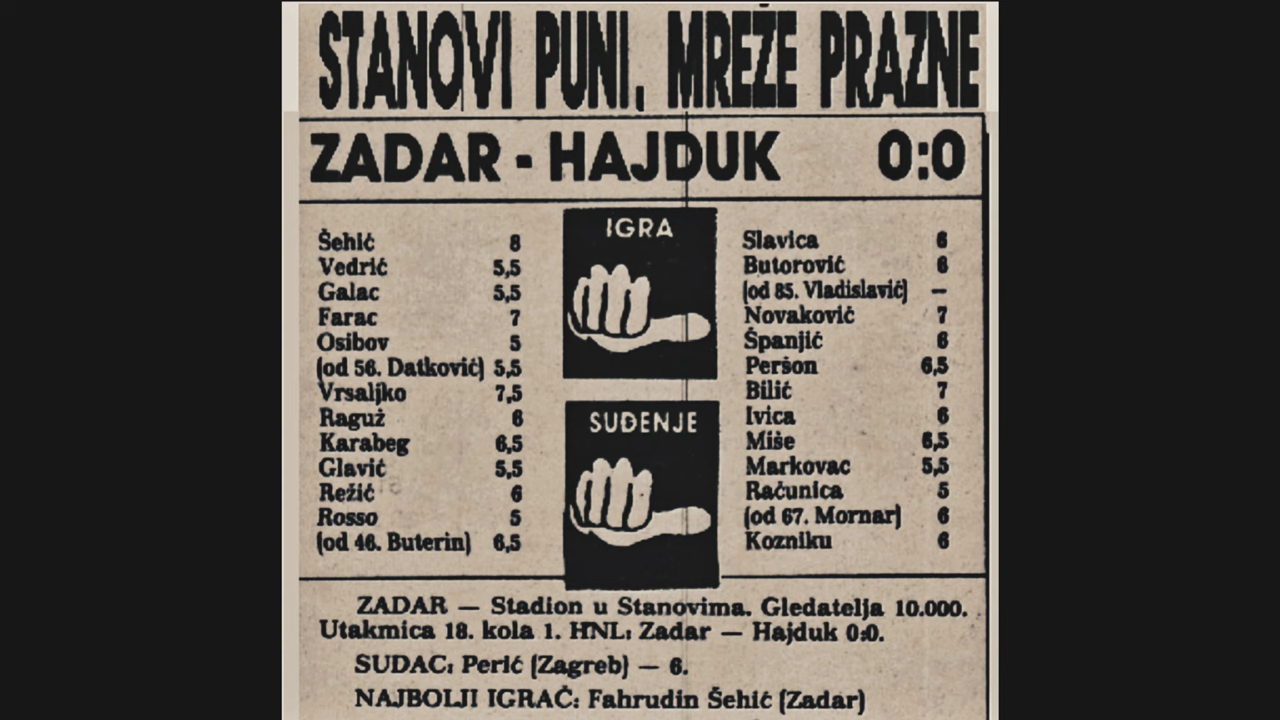 STANOVI PUNI, MREŽE PRAZNE
ZADAR - HAJDUK 0:0
Šehić 8
Vedrić 5,5
Galac 5,5
Farac 7
Osibov 5
(od 56. Datković) 5,5
Vrsaljko 7,5
Raguž 6
Karabeg 6,5
Glavić 5,5
Režić 6
Rosso 5
(od 46. Buterin) 6,5
IGRA
SUĐENJE
Slavica 6
Butorović 6
(od 85. Vladislavić) —
Novaković 7
Španjić 6
Peršon 6,5
Bilić 7
Ivica 6
Miše 6,5
Markovac 5,5
Računica 5
(od 67. Mornar) 6
Kozniku 6
ZADAR — Stadion u Stanovima. Gledatelja 10.000.
Utakmica 18. kola 1. HNL: Zadar — Hajduk 0:0.
SUDAC: Perić (Zagreb) — 6.
NAJBOLJI IGRAČ: Fahrudin Šehić (Zadar)